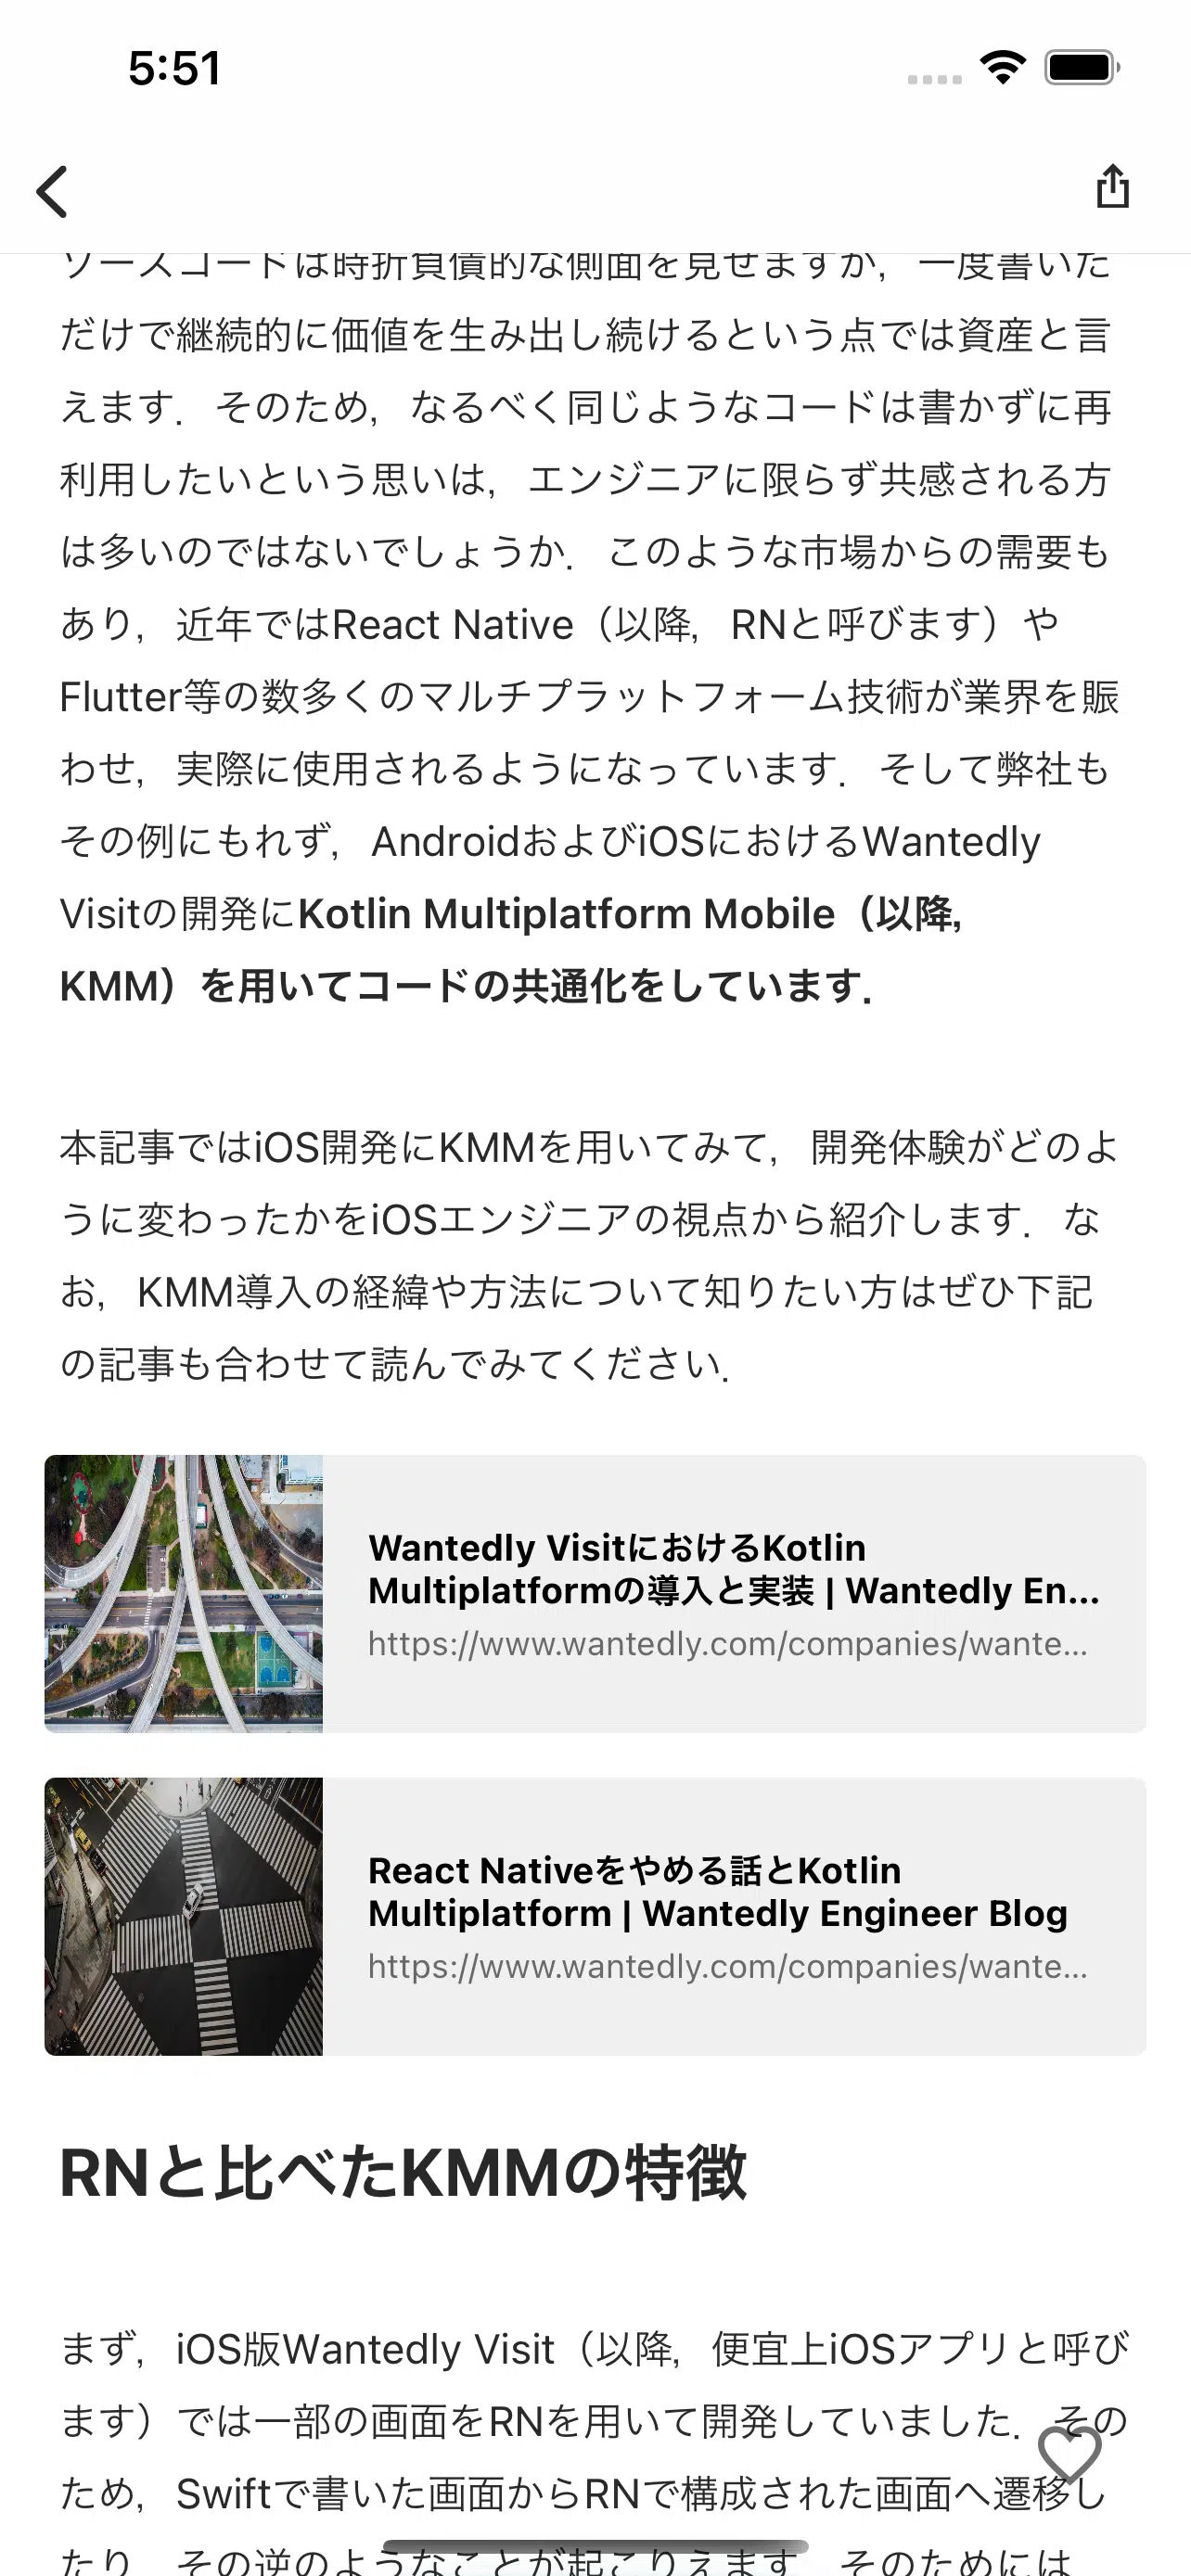 5:51
ソースコードは時折負債的な側面を見せますが，一度書いた
だけで継続的に価値を生み出し続けるという点では資産と言
えます．そのため，なるべく同じようなコードは書かずに再
利用したいという思いは，エンジニアに限らず共感される方
は多いのではないでしょうか．このような市場からの需要も
あり，近年ではReact Native（以降，RNと呼びます）や
Flutter等の数多くのマルチプラットフォーム技術が業界を賑
わせ，実際に使用されるようになっています．そして弊社も
その例にもれず，AndroidおよびiOSにおけるWantedly
Visitの開発にKotlin Multiplatform Mobile（以降，
KMM）を用いてコードの共通化をしています．
本記事ではiOS開発にKMMを用いてみて，開発体験がどのよ
うに変わったかをiOSエンジニアの視点から紹介します．な
お，KMM導入の経緯や方法について知りたい方はぜひ下記
の記事も合わせて読んでみてください．
Wantedly VisitにおけるKotlin
Multiplatformの導入と実装 | Wantedly En...
https://www.wantedly.com/companies/wante...
React Nativeをやめる話とKotlin
Multiplatform | Wantedly Engineer Blog
https://www.wantedly.com/companies/wante...
RNと比べたKMMの特徴
まず，iOS版Wantedly Visit（以降，便宜上iOSアプリと呼び
ます）では一部の画面をRNを用いて開発していました．その
ため，Swiftで書いた画面からRNで構成された画面へ遷移し
たり，その逆のようなことが起こりえます．そのためには